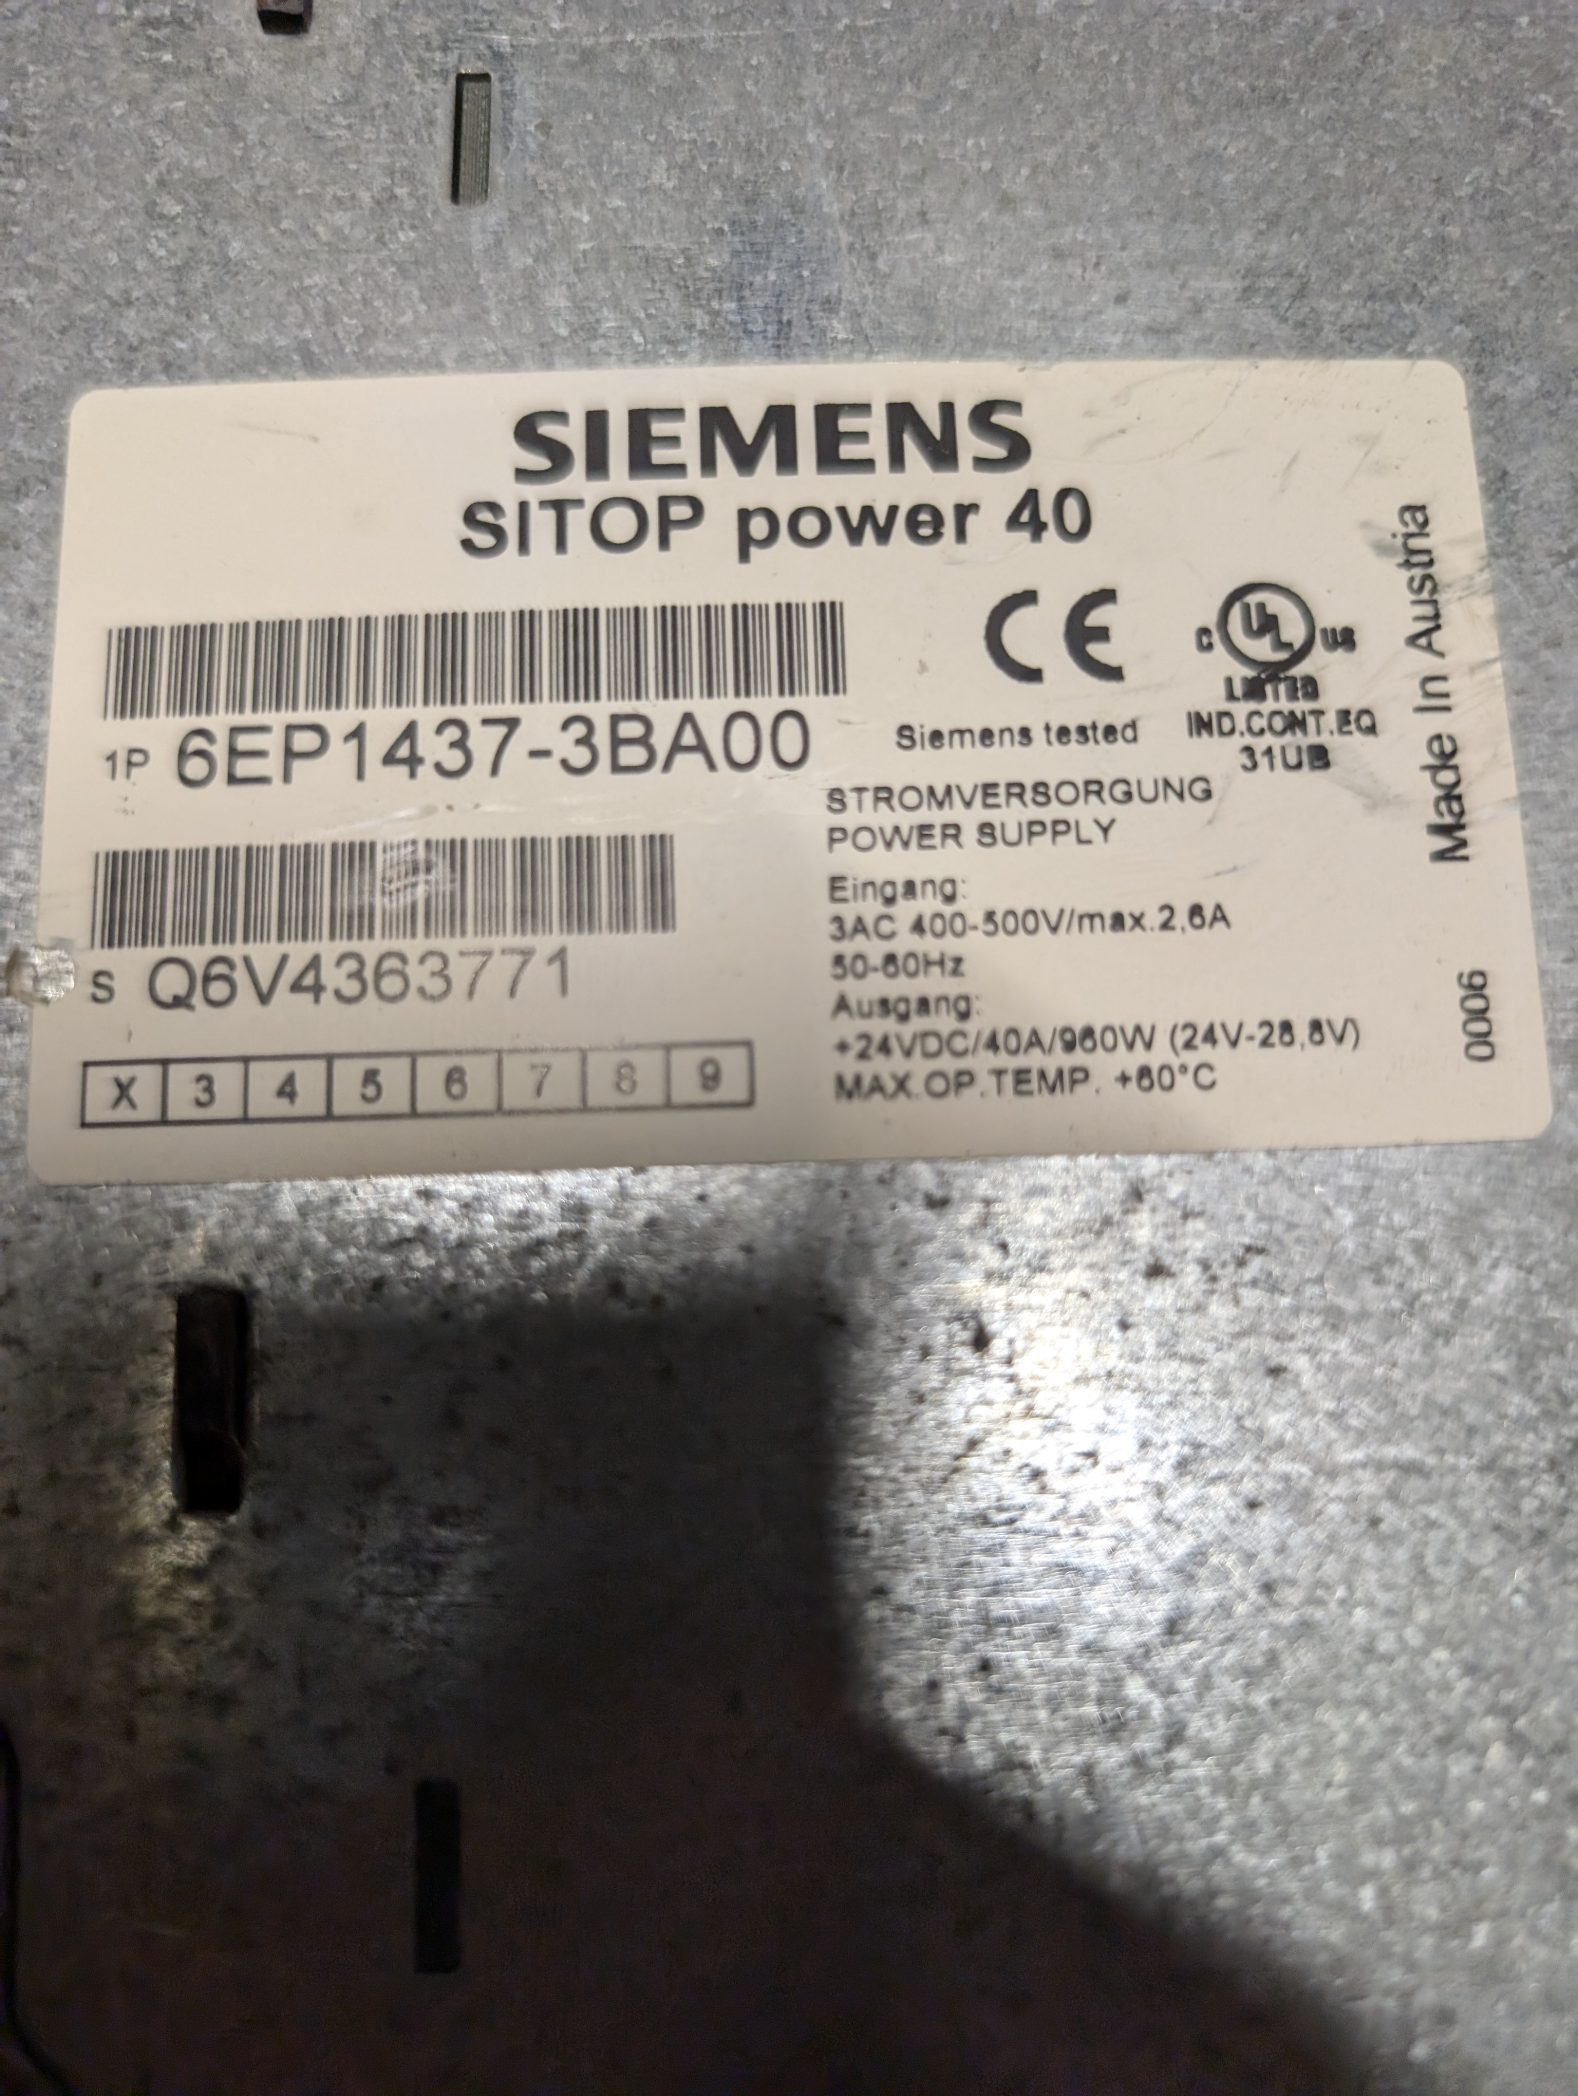 SIEMENS
SITOP power 40
1P 6EP1437-3BA00
S Q6V4363771
X 3 4 5 6 7 8 9
CE
C UL US
LISTED
IND.CONT.EQ
31UB
Siemens tested
STROMVERSORGUNG
POWER SUPPLY
Eingang:
3AC 400-500V/max.2,6A
50-60Hz
Ausgang:
+24VDC/40A/960W (24V-28,8V)
MAX.OP.TEMP. +60°C
Made In Austria
0006